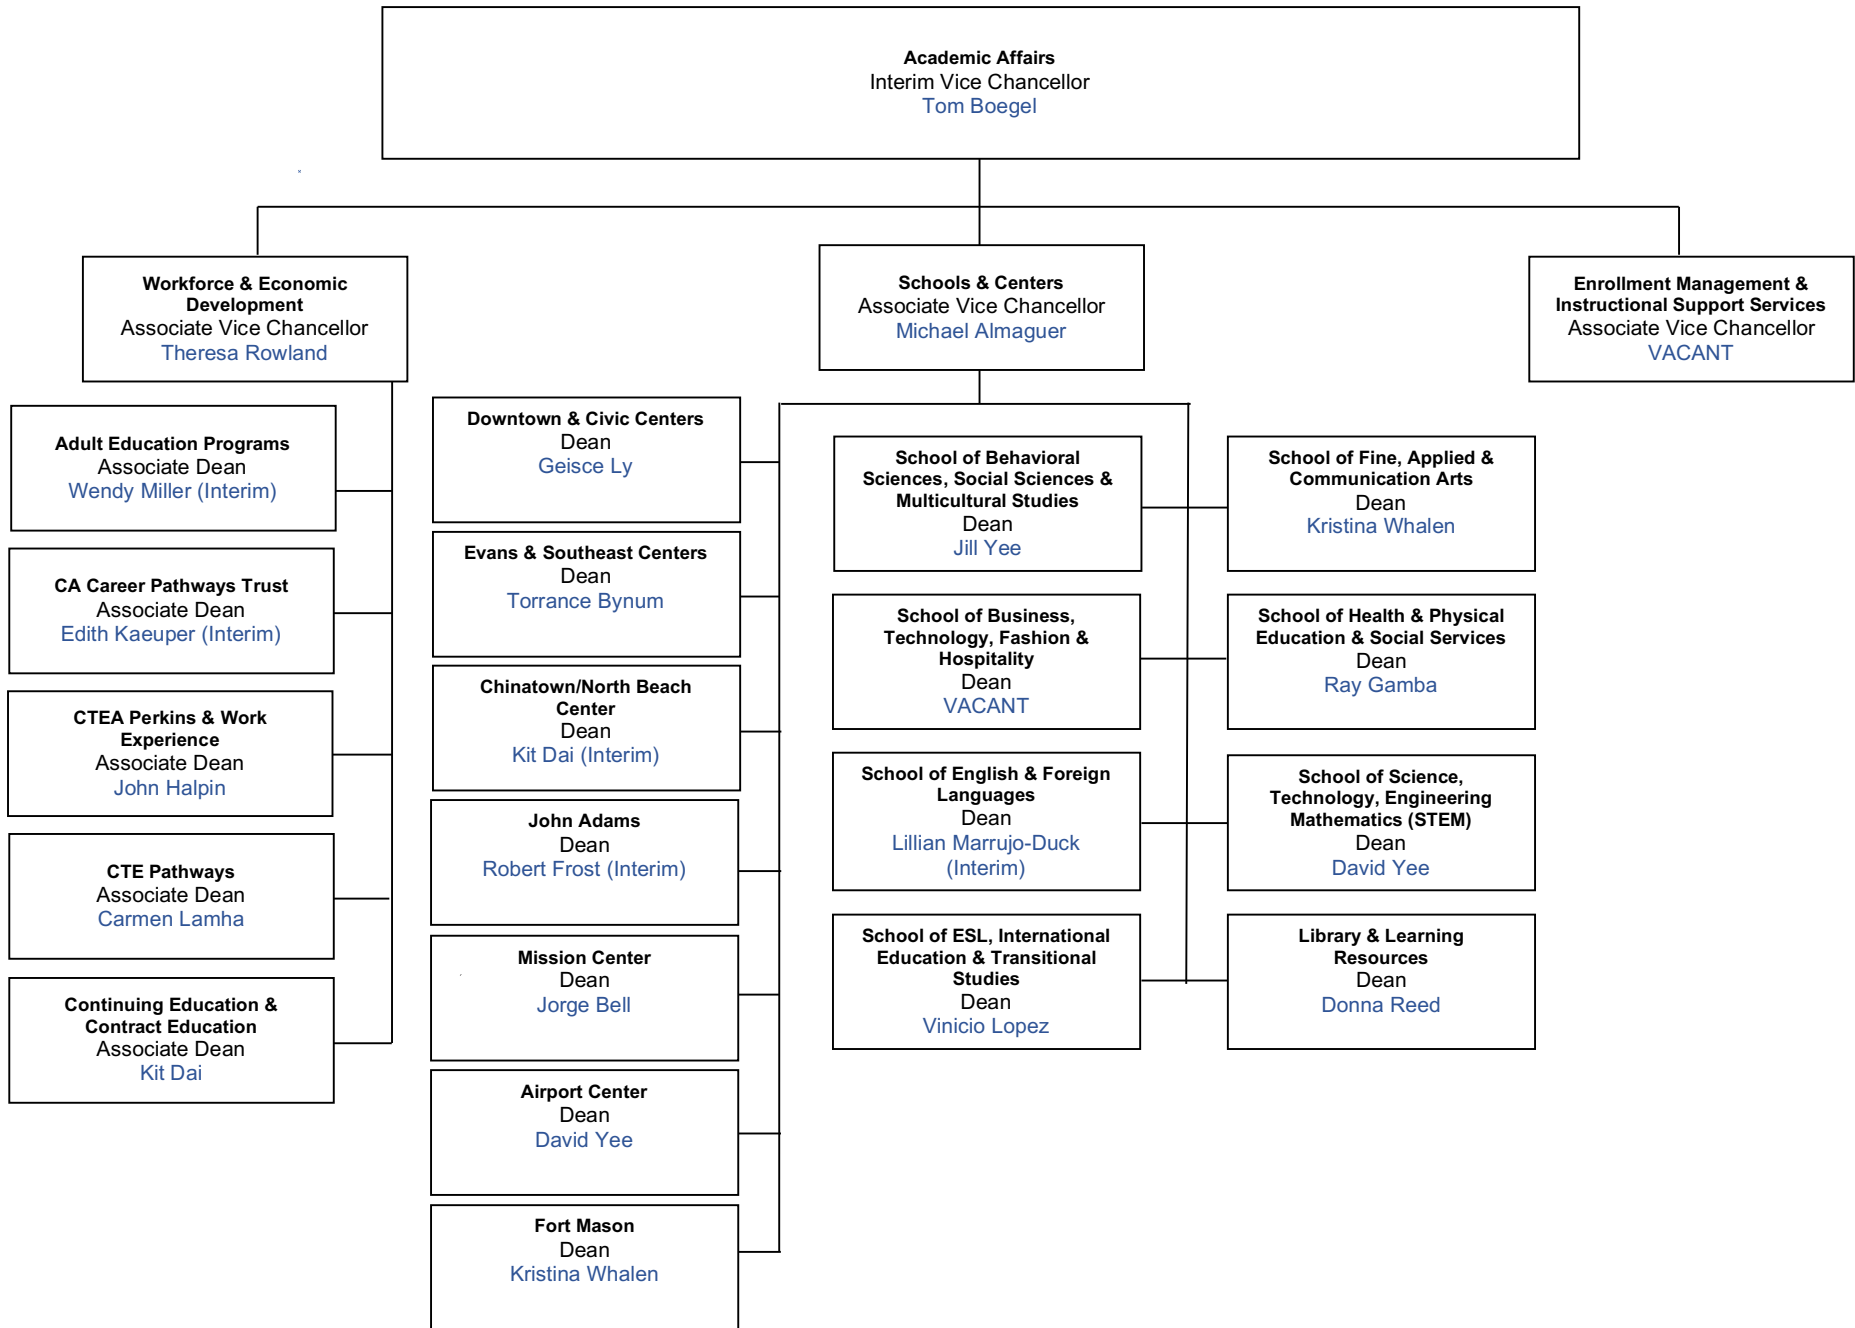 Academic Affairs
Interim Vice Chancellor
Tom Boegel
Workforce & Economic
Development
Associate Vice Chancellor
Theresa Rowland
Schools & Centers
Associate Vice Chancellor
Michael Almaguer
Enrollment Management &
Instructional Support Services
Associate Vice Chancellor
VACANT
Adult Education Programs
Associate Dean
Wendy Miller (Interim)
CA Career Pathways Trust
Associate Dean
Edith Kaeuper (Interim)
CTEA Perkins & Work
Experience
Associate Dean
John Halpin
CTE Pathways
Associate Dean
Carmen Lamha
Continuing Education &
Contract Education
Associate Dean
Kit Dai
Downtown & Civic Centers
Dean
Geisce Ly
Evans & Southeast Centers
Dean
Torrance Bynum
Chinatown/North Beach
Center
Dean
Kit Dai (Interim)
John Adams
Dean
Robert Frost (Interim)
Mission Center
Dean
Jorge Bell
Airport Center
Dean
David Yee
Fort Mason
Dean
Kristina Whalen
School of Behavioral
Sciences, Social Sciences &
Multicultural Studies
Dean
Jill Yee
School of Business,
Technology, Fashion &
Hospitality
Dean
VACANT
School of English & Foreign
Languages
Dean
Lillian Marrujo-Duck
(Interim)
School of ESL, International
Education & Transitional
Studies
Dean
Vinicio Lopez
School of Fine, Applied &
Communication Arts
Dean
Kristina Whalen
School of Health & Physical
Education & Social Services
Dean
Ray Gamba
School of Science,
Technology, Engineering
Mathematics (STEM)
Dean
David Yee
Library & Learning
Resources
Dean
Donna Reed